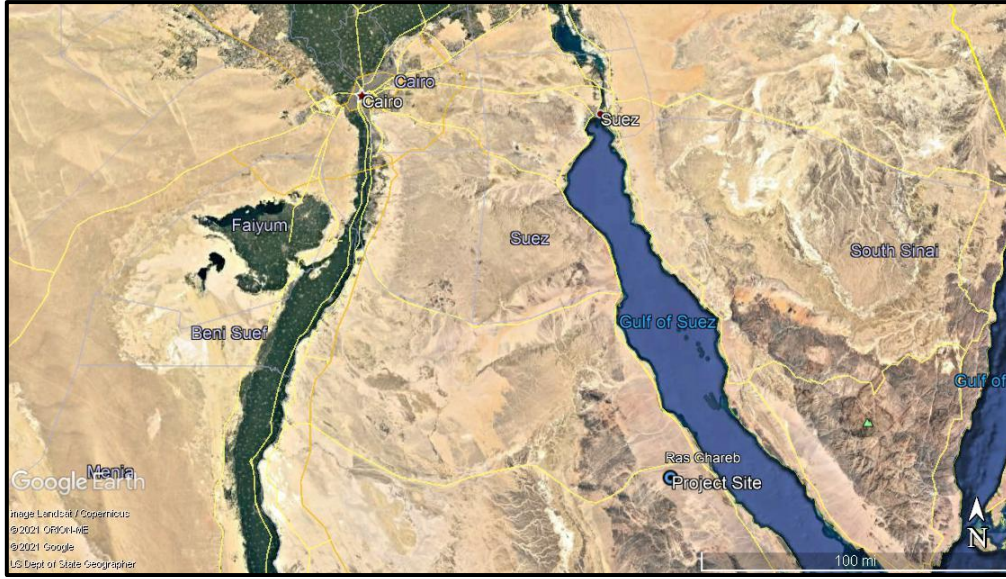 Cairo
Cairo
Suez
Faiyum
Suez
South Sinai
Beni Suef
Gulf of Suez
Gulf of
Ras Ghareb
Menia
Project Site
Google Earth
Image Landsat / Copernicus
©2021 ORION-ME
©2021 Google
US Dept of State Geographer
N
100 mi